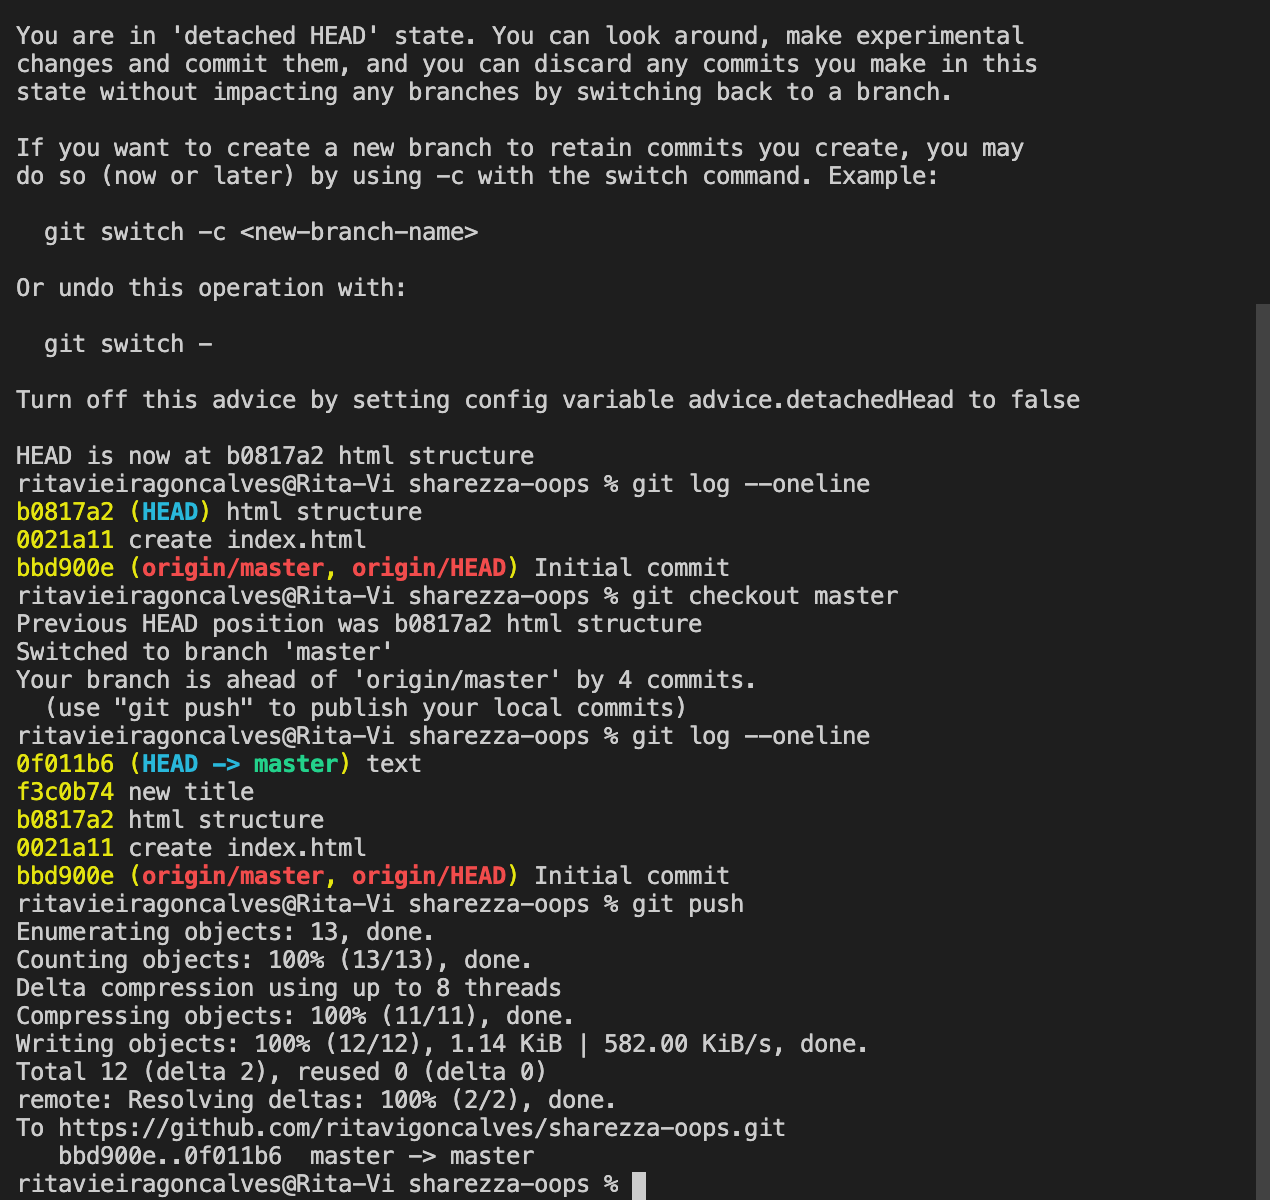 You are in 'detached HEAD' state. You can look around, make experimental
changes and commit them, and you can discard any commits you make in this
state without impacting any branches by switching back to a branch.

If you want to create a new branch to retain commits you create, you may
do so (now or later) by using -c with the switch command. Example:

  git switch -c <new-branch-name>

Or undo this operation with:

  git switch -

Turn off this advice by setting config variable advice.detachedHead to false

HEAD is now at b0817a2 html structure
ritavieiragoncalves@Rita-Vi sharezza-oops % git log --oneline
b0817a2 (HEAD) html structure
0021a11 create index.html
bbd900e (origin/master, origin/HEAD) Initial commit
ritavieiragoncalves@Rita-Vi sharezza-oops % git checkout master
Previous HEAD position was b0817a2 html structure
Switched to branch 'master'
Your branch is ahead of 'origin/master' by 4 commits.
  (use "git push" to publish your local commits)
ritavieiragoncalves@Rita-Vi sharezza-oops % git log --oneline
0f011b6 (HEAD -> master) text
f3c0b74 new title
b0817a2 html structure
0021a11 create index.html
bbd900e (origin/master, origin/HEAD) Initial commit
ritavieiragoncalves@Rita-Vi sharezza-oops % git push
Enumerating objects: 13, done.
Counting objects: 100% (13/13), done.
Delta compression using up to 8 threads
Compressing objects: 100% (11/11), done.
Writing objects: 100% (12/12), 1.14 KiB | 582.00 KiB/s, done.
Total 12 (delta 2), reused 0 (delta 0)
remote: Resolving deltas: 100% (2/2), done.
To https://github.com/ritavigoncalves/sharezza-oops.git
   bbd900e..0f011b6  master -> master
ritavieiragoncalves@Rita-Vi sharezza-oops %